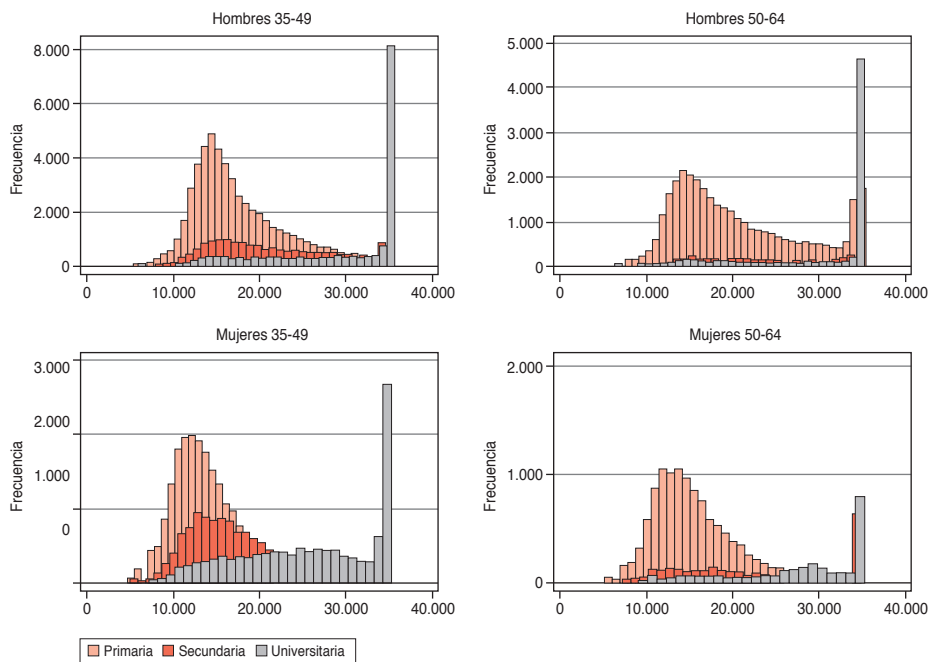 Hombres 35-49
Frecuencia
8.000
6.000
4.000
2.000
0
0 10.000 20.000 30.000 40.000
Hombres 50-64
Frecuencia
5.000
4.000
3.000
2.000
1.000
0
0 10.000 20.000 30.000 40.000
Mujeres 35-49
Frecuencia
3.000
2.000
1.000
0
0 10.000 20.000 30.000 40.000
Mujeres 50-64
Frecuencia
2.000
1.000
0
0 10.000 20.000 30.000 40.000
Primaria Secundaria Universitaria